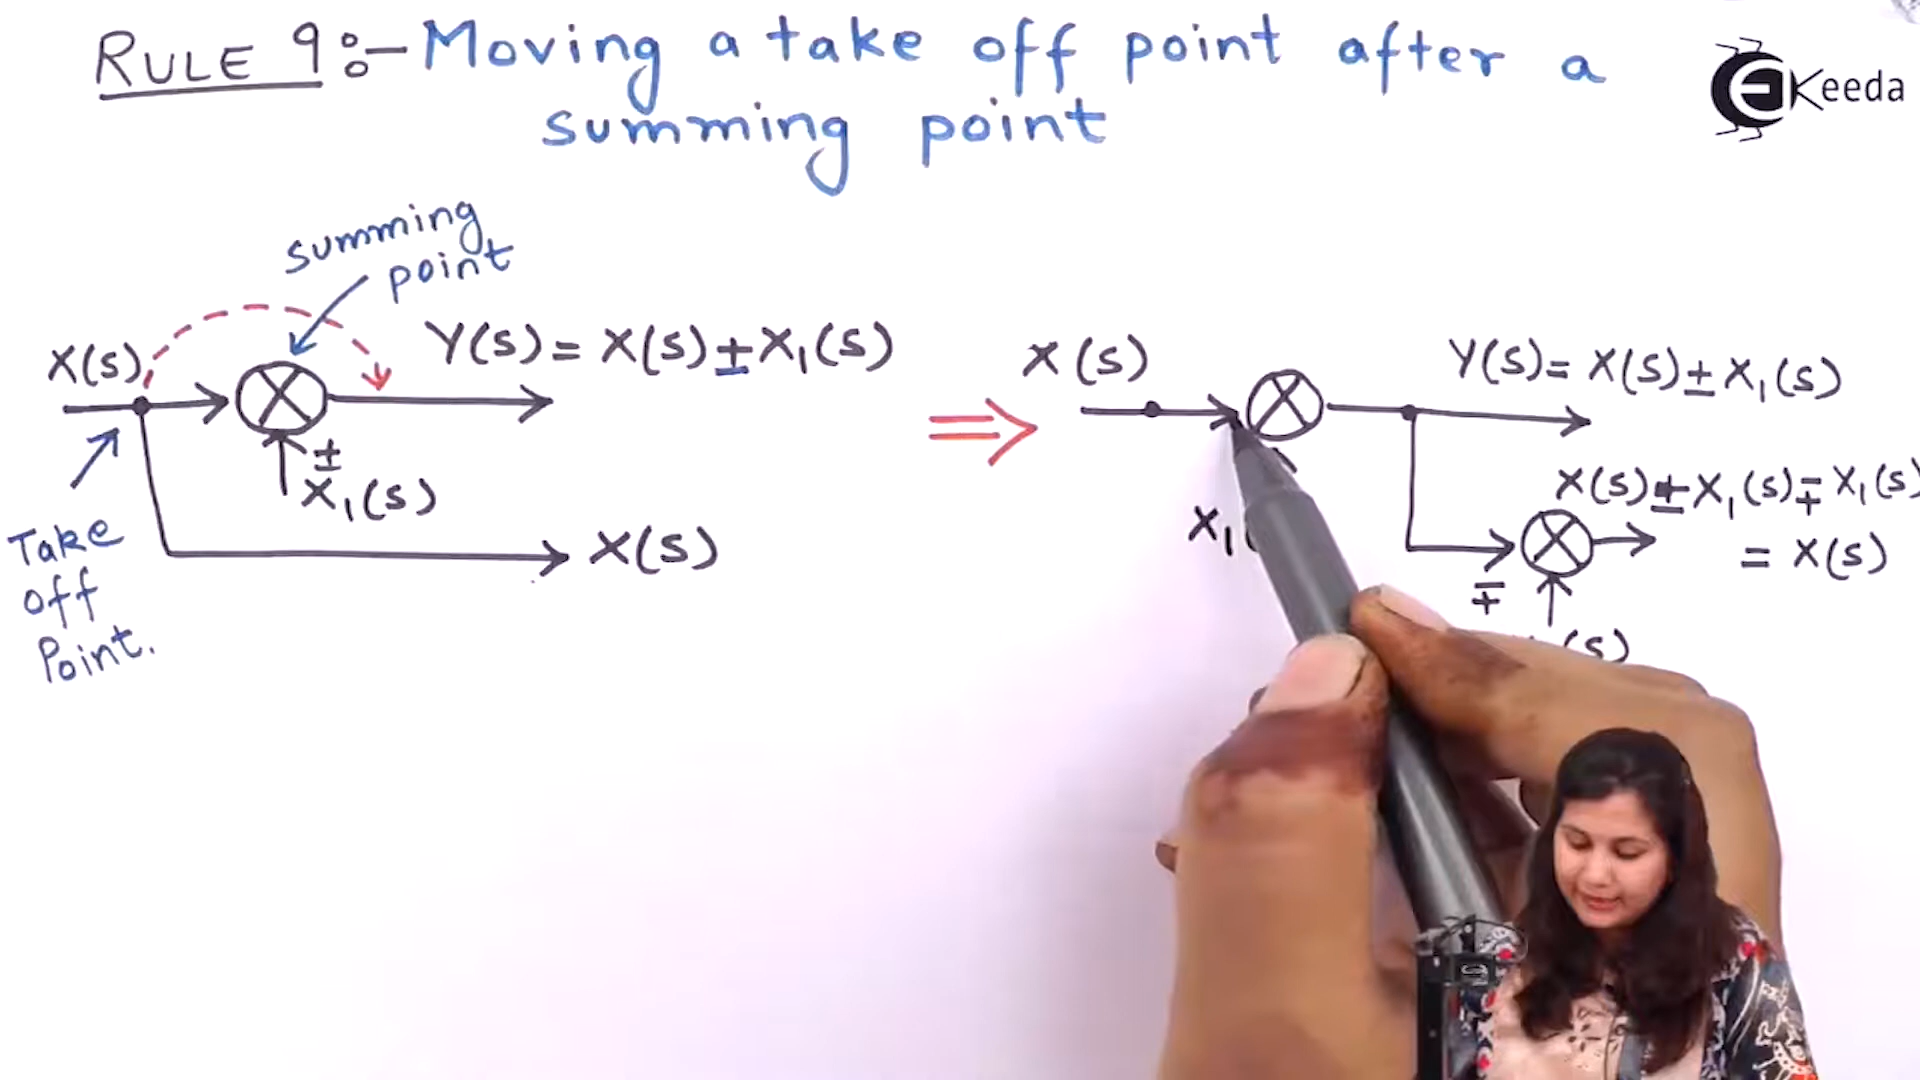 RULE 9:- Moving a take off point after a
summing point
Keeda
summing
point
X(s)
Y(s) = X(s) ± X₁(s)
±
X₁(s)
X(s)
Take
off
Point.
X(s)
Y(s) = X(s) ± X₁(s)
X₁(
X(s) ± X₁(s) ∓ X₁(s)
= X(s)
∓
(s)